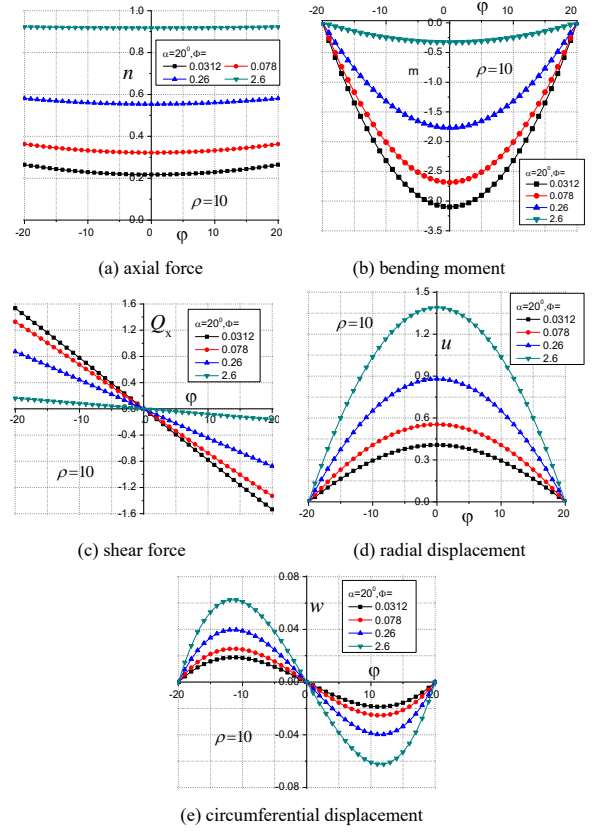 1.0
0.8
0.6
0.4
0.2
0.0
n
α=20⁰,Φ=
0.0312 0.078
0.26 2.6
ρ=10
-20 -10 0 10 20
φ
(a) axial force
φ
-20 -10 0 10 20
0.0
-0.5
-1.0
-1.5
-2.0
-2.5
-3.0
-3.5
m
ρ=10
α=20⁰,Φ=
0.0312
0.078
0.26
2.6
(b) bending moment
1.6
1.2
0.8
0.4
0.0
-0.4
-0.8
-1.2
-1.6
Qx
α=20⁰,Φ=
0.0312
0.078
0.26
2.6
-20 -10 0 10 20
φ
ρ=10
(c) shear force
1.5
1.2
0.9
0.6
0.3
0.0
ρ=10
u
α=20⁰,Φ=
0.0312
0.078
0.26
2.6
-20 -10 0 10 20
φ
(d) radial displacement
0.08
0.04
0.00
-0.04
-0.08
w
α=20⁰,Φ=
0.0312
0.078
0.26
2.6
φ
-20 -10 0 10 20
ρ=10
(e) circumferential displacement